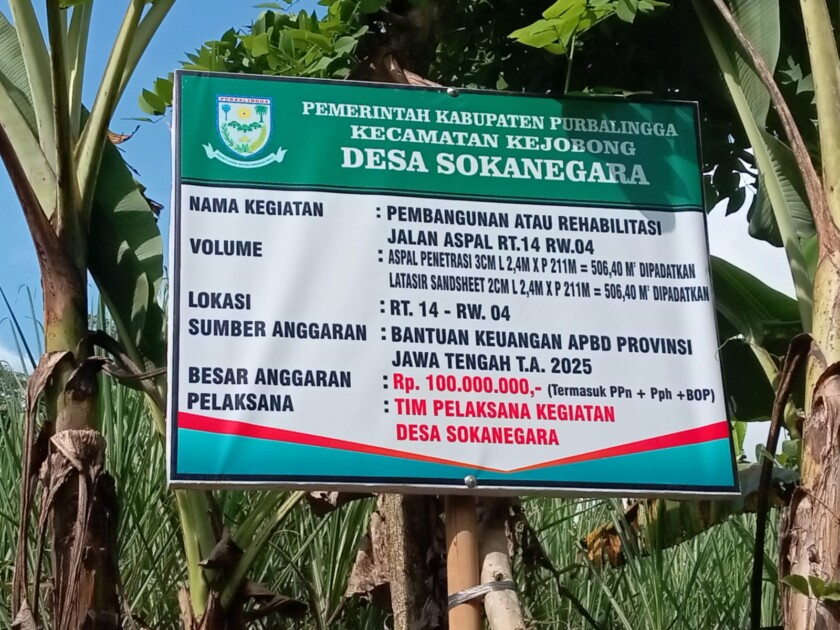 PURBALINGGA
PEMERINTAH KABUPATEN PURBALINGGA
KECAMATAN KEJOBONG
DESA SOKANEGARA
NAMA KEGIATAN : PEMBANGUNAN ATAU REHABILITASI
JALAN ASPAL RT.14 RW.04
VOLUME : ASPAL PENETRASI 3CM L 2,4M X P 211M = 506,40 M² DIPADATKAN
LATASIR SANDSHEET 2CM L 2,4M X P 211M = 506,40 M² DIPADATKAN
LOKASI : RT. 14 - RW. 04
SUMBER ANGGARAN : BANTUAN KEUANGAN APBD PROVINSI
JAWA TENGAH T.A. 2025
BESAR ANGGARAN : Rp. 100.000.000,- (Termasuk PPn + Pph +BOP)
PELAKSANA : TIM PELAKSANA KEGIATAN
DESA SOKANEGARA